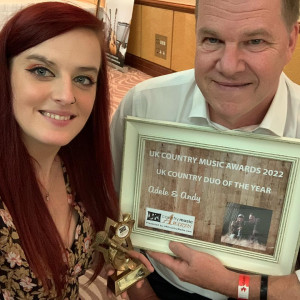 UK COUNTRY MUSIC AWARDS 2022
UK COUNTRY DUO OF THE YEAR
Adele & Andy